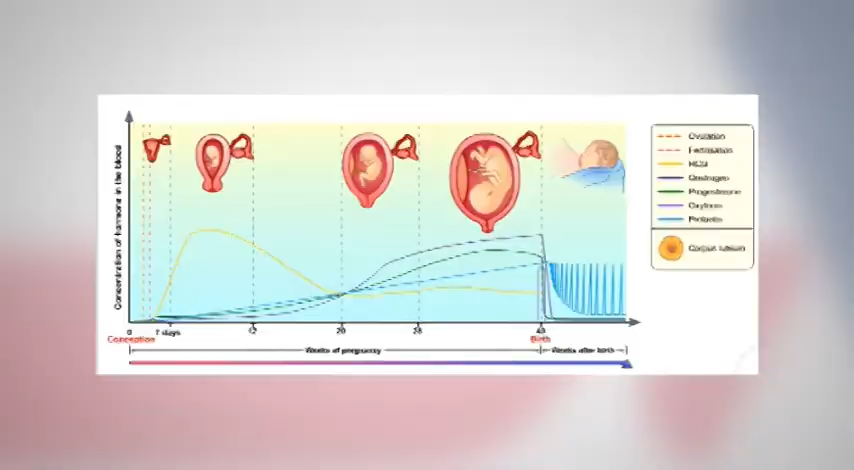 Concentration of hormone in the blood
Ovulation
Fertilisation
HCG
Oestrogen
Progesterone
Oxytocin
Prolactin
Corpus luteum
0
7 days
12
20
28
40
Conception
Birth
Weeks of pregnancy
Weeks after birth